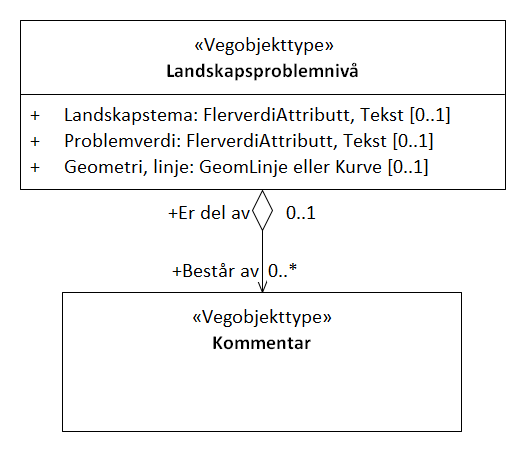 «Vegobjekttype»
Landskapsproblemnivå
+ Landskapstema: FlerverdiAttributt, Tekst [0..1]
+ Problemverdi: FlerverdiAttributt, Tekst [0..1]
+ Geometri, linje: GeomLinje eller Kurve [0..1]
+Er del av 0..1
+Består av 0..*
«Vegobjekttype»
Kommentar